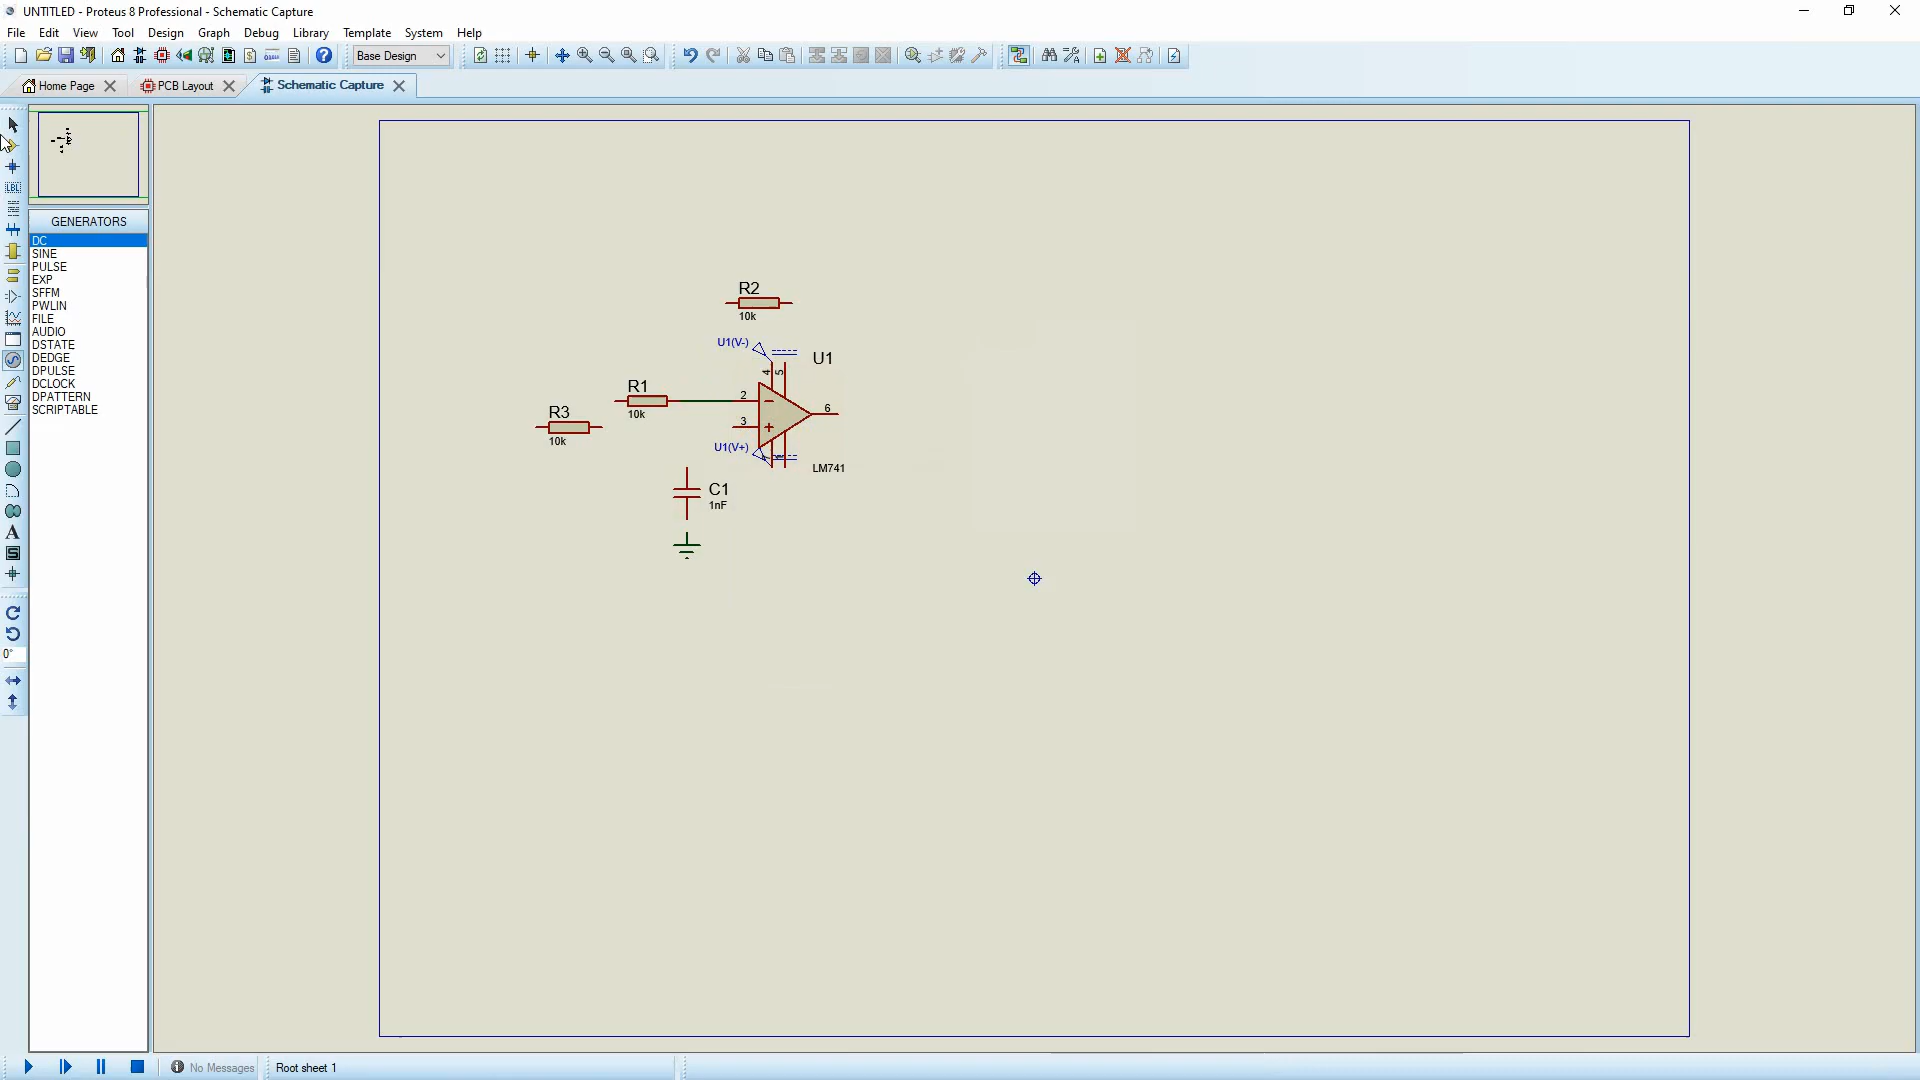 UNTITLED - Proteus 8 Professional - Schematic Capture
File Edit View Tool Design Graph Debug Library Template System Help
Base Design
Home Page PCB Layout Schematic Capture
LBL
GENERATORS
DC
SINE
PULSE
EXP
SFFM
PWLIN
FILE
AUDIO
DSTATE
DEDGE
DPULSE
DCLOCK
DPATTERN
SCRIPTABLE
A
S
0°
R2
10k
U1(V-)
U1
4 5
R1
10k
2
3
6
R3
10k
U1(V+)
LM741
C1
1nF
No Messages Root sheet 1